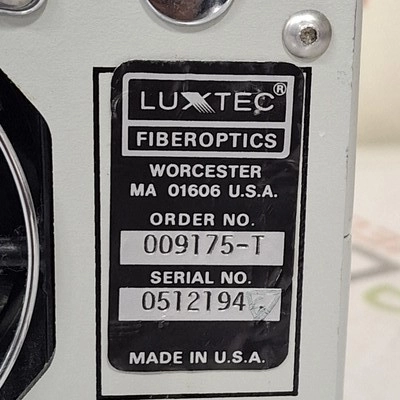 LUXTEC®
FIBEROPTICS
WORCESTER
MA 01606 U.S.A.
ORDER NO.
009175-T
SERIAL NO.
0512194
MADE IN U.S.A.